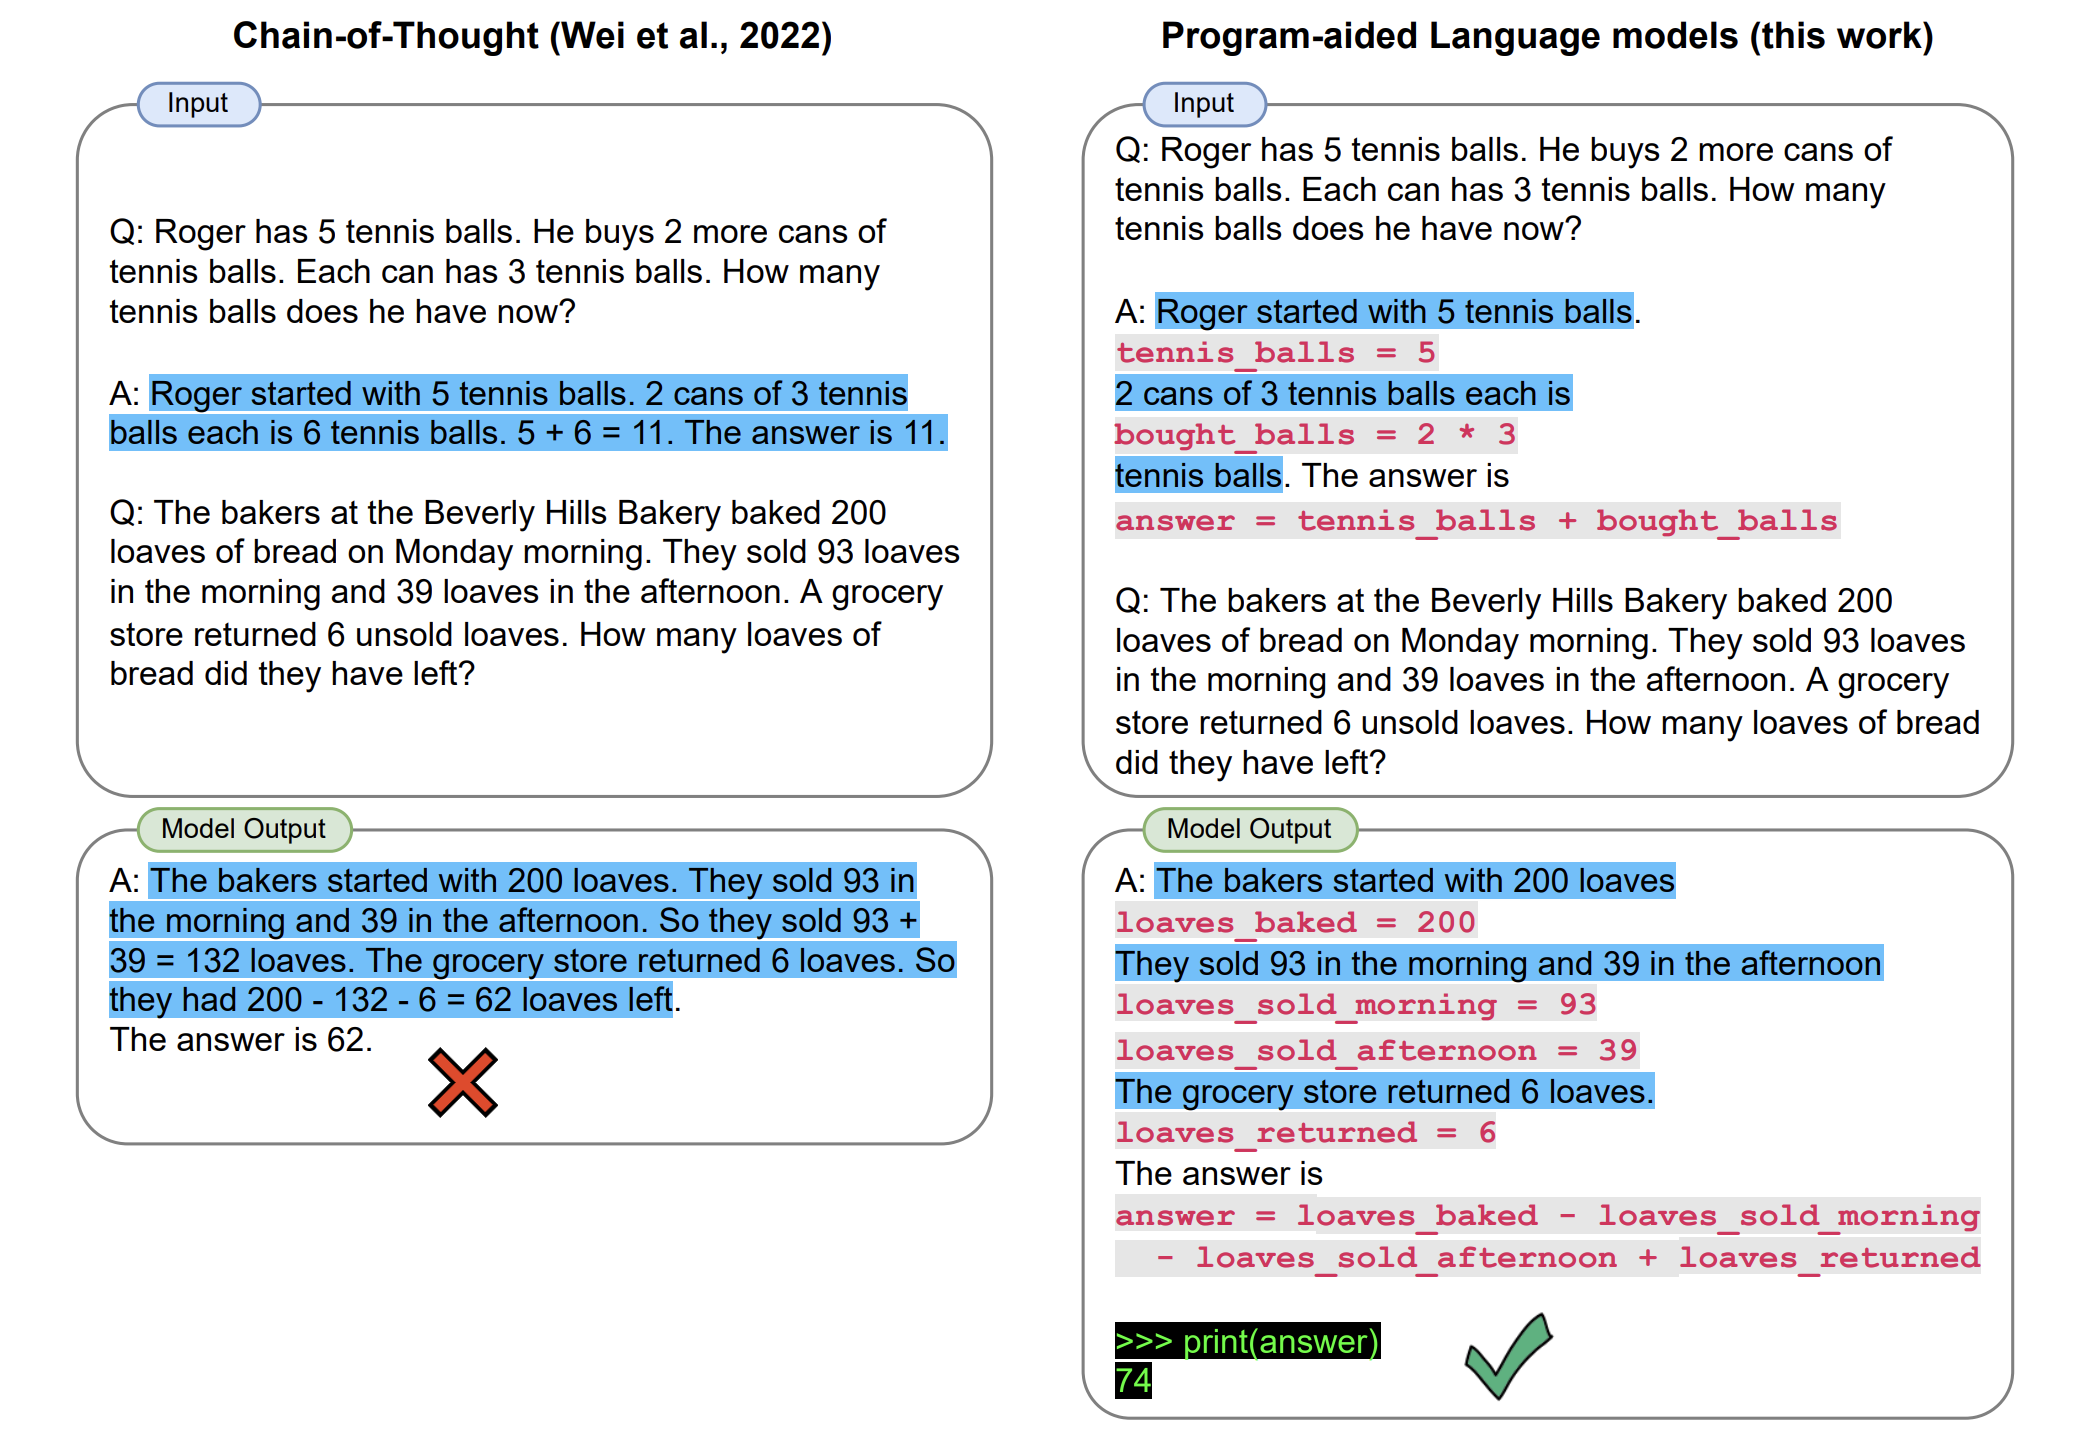 Chain-of-Thought (Wei et al., 2022)
Input
Q: Roger has 5 tennis balls. He buys 2 more cans of
tennis balls. Each can has 3 tennis balls. How many
tennis balls does he have now?
A: Roger started with 5 tennis balls. 2 cans of 3 tennis
balls each is 6 tennis balls. 5 + 6 = 11. The answer is 11.
Q: The bakers at the Beverly Hills Bakery baked 200
loaves of bread on Monday morning. They sold 93 loaves
in the morning and 39 loaves in the afternoon. A grocery
store returned 6 unsold loaves. How many loaves of
bread did they have left?
Model Output
A: The bakers started with 200 loaves. They sold 93 in
the morning and 39 in the afternoon. So they sold 93 +
39 = 132 loaves. The grocery store returned 6 loaves. So
they had 200 - 132 - 6 = 62 loaves left.
The answer is 62.
Program-aided Language models (this work)
Input
Q: Roger has 5 tennis balls. He buys 2 more cans of
tennis balls. Each can has 3 tennis balls. How many
tennis balls does he have now?
A: Roger started with 5 tennis balls.
tennis_balls = 5
2 cans of 3 tennis balls each is
bought_balls = 2 * 3
tennis balls. The answer is
answer = tennis_balls + bought_balls
Q: The bakers at the Beverly Hills Bakery baked 200
loaves of bread on Monday morning. They sold 93 loaves
in the morning and 39 loaves in the afternoon. A grocery
store returned 6 unsold loaves. How many loaves of bread
did they have left?
Model Output
A: The bakers started with 200 loaves
loaves_baked = 200
They sold 93 in the morning and 39 in the afternoon
loaves_sold_morning = 93
loaves_sold_afternoon = 39
The grocery store returned 6 loaves.
loaves_returned = 6
The answer is
answer = loaves_baked - loaves_sold_morning
- loaves_sold_afternoon + loaves_returned
>>> print(answer)
74